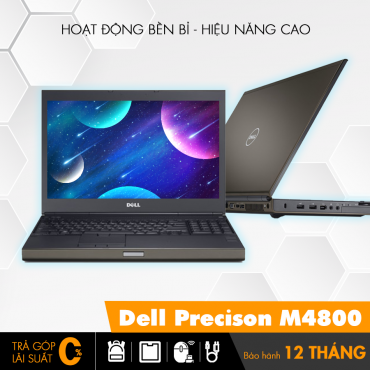 HOẠT ĐỘNG BỀN BỈ - HIỆU NĂNG CAO
DELL
DELL
Dell Precison M4800
TRẢ GÓP
LÃI SUẤT
0%
Bảo hành 12 THÁNG